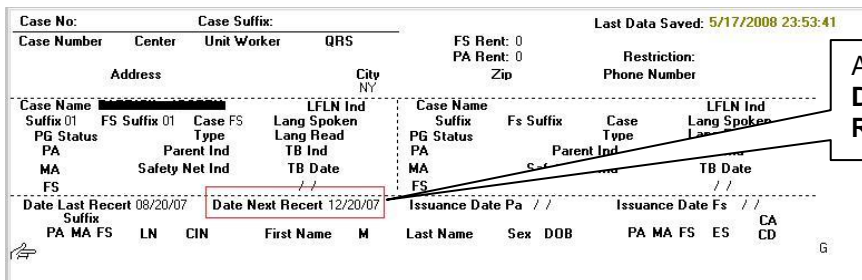 Case No: Case Suffix: Last Data Saved: 5/17/2008 23:53:41
Case Number Center Unit Worker QRS FS Rent: 0
PA Rent: 0 Restriction:
Address City Zip Phone Number
NY
Case Name LFLN Ind Case Name LFLN Ind
Suffix 01 FS Suffix 01 Case FS Lang Spoken Suffix Fs Suffix Case Lang Spoken
PG Status Type Lang Read PG Status Type Lang Read
PA Parent Ind TB Ind PA Parent Ind TB Ind
MA Safety Net Ind TB Date MA TB Date
FS / / FS / /
Date Last Recert 08/20/07 Date Next Recert 12/20/07 Issuance Date Pa / / Issuance Date Fs / /
Suffix CA
PA MA FS LN CIN First Name M Last Name Sex DOB PA MA FS ES CD
G
A
D
R